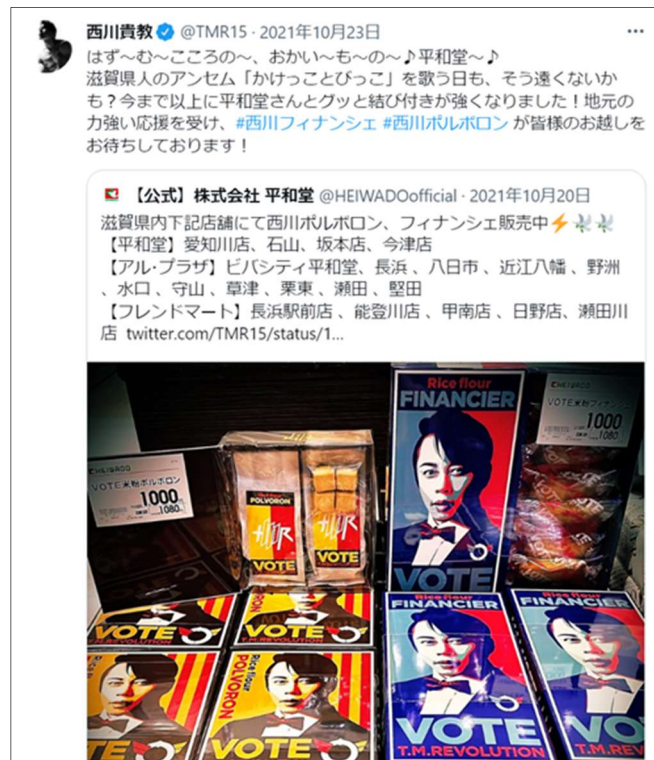 西川貴教 @TMR15・2021年10月23日
はず～む～こころの～、おかい～も～の～♪平和堂～♪
滋賀県人のアンセム「かけっことびっこ」を歌う日も、そう遠くないか
も？今まで以上に平和堂さんとグッと結び付きが強くなりました！地元の
力強い応援を受け、#西川フィナンシェ #西川ポルボロン が皆様のお越しを
お待ちしております！
【公式】株式会社 平和堂 @HEIWADOofficial・2021年10月20日
滋賀県内下記店舗にて西川ポルボロン、フィナンシェ販売中⚡🕊🕊
【平和堂】愛知川店、石山、坂本店、今津店
【アル・プラザ】ビバシティ平和堂、長浜 、八日市 、近江八幡 、野洲
、水口 、守山 、草津 、栗東 、瀬田 、堅田
【フレンドマート】長浜駅前店 、能登川店 、甲南店 、日野店、瀬田川
店 twitter.com/TMR15/status/1...
HEIWADO
VOTE米粉ポルボロン
1000
1080
POLVORON
VOTE
VOTE
Rice flour
FINANCIER
VOTE
HEIWADO
VOTE米粉フィナンシェ
1000
1080
VOTE
T.M.REVOLUTION
VOTE
T.M.REVOLUTION
Rice flour
FINANCIER
VOTE
T.M.REVOLUTION
Rice flour
FINANCIER
VO
T.M.REV
Rice flour
POLVORON
VOTE